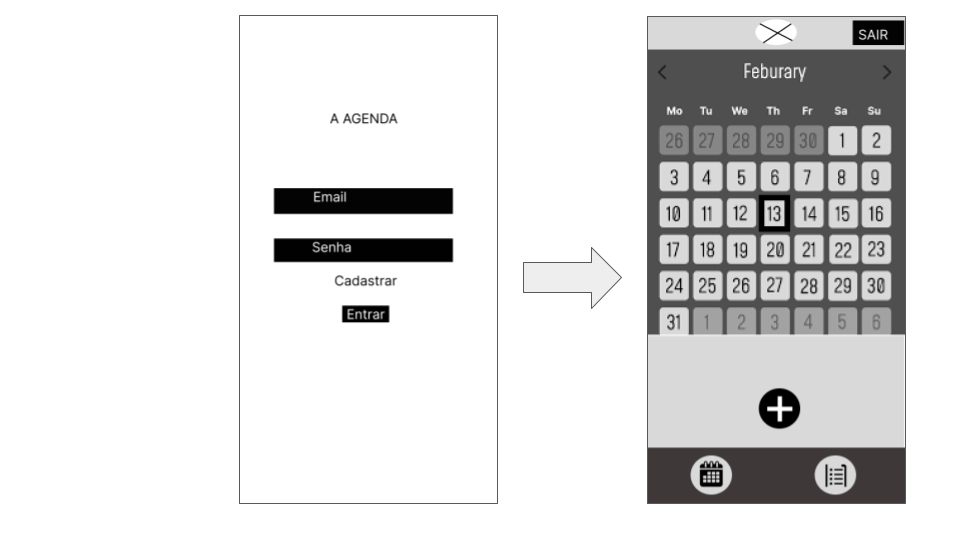 A AGENDA
Email
Senha
Cadastrar
Entrar
SAIR
Feburary
Mo Tu We Th Fr Sa Su
26 27 28 29 30 1 2
3 4 5 6 7 8 9
10 11 12 13 14 15 16
17 18 19 20 21 22 23
24 25 26 27 28 29 30
31 1 2 3 4 5 6